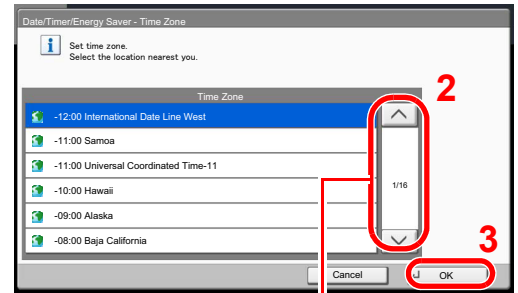 Date/Timer/Energy Saver - Time Zone
Set time zone.
Select the location nearest you.
Time Zone
2
-12:00 International Date Line West
-11:00 Samoa
-11:00 Universal Coordinated Time-11
1/16
-10:00 Hawaii
-09:00 Alaska
-08:00 Baja California
3
Cancel
OK